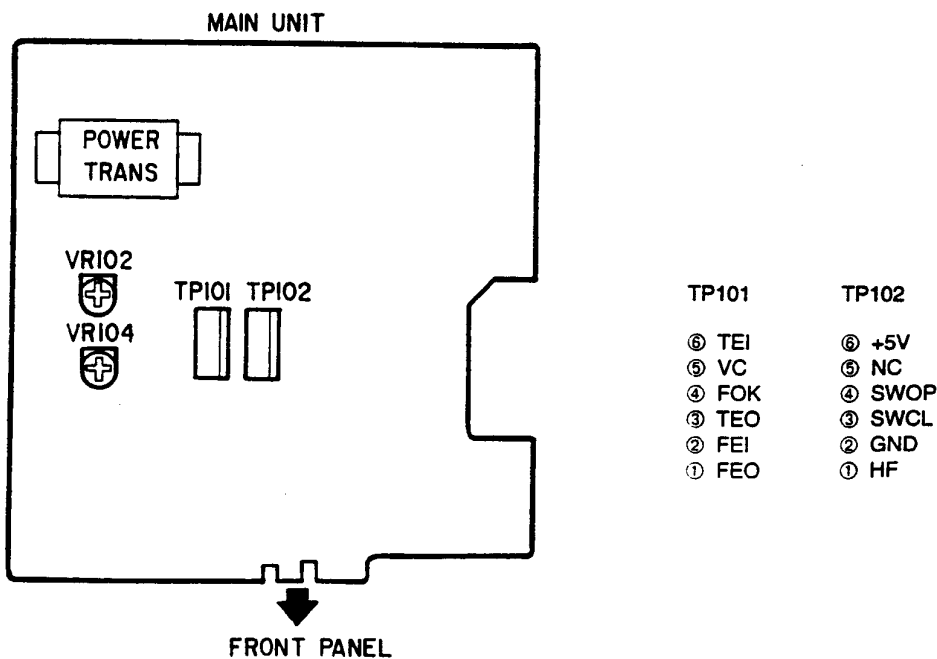 MAIN UNIT
POWER
TRANS
VR102
TP101 TP102
VR104
FRONT PANEL
TP101 TP102
⑥ TEI ⑥ +5V
⑤ VC ⑤ NC
④ FOK ④ SWOP
③ TEO ③ SWCL
② FEI ② GND
① FEO ① HF